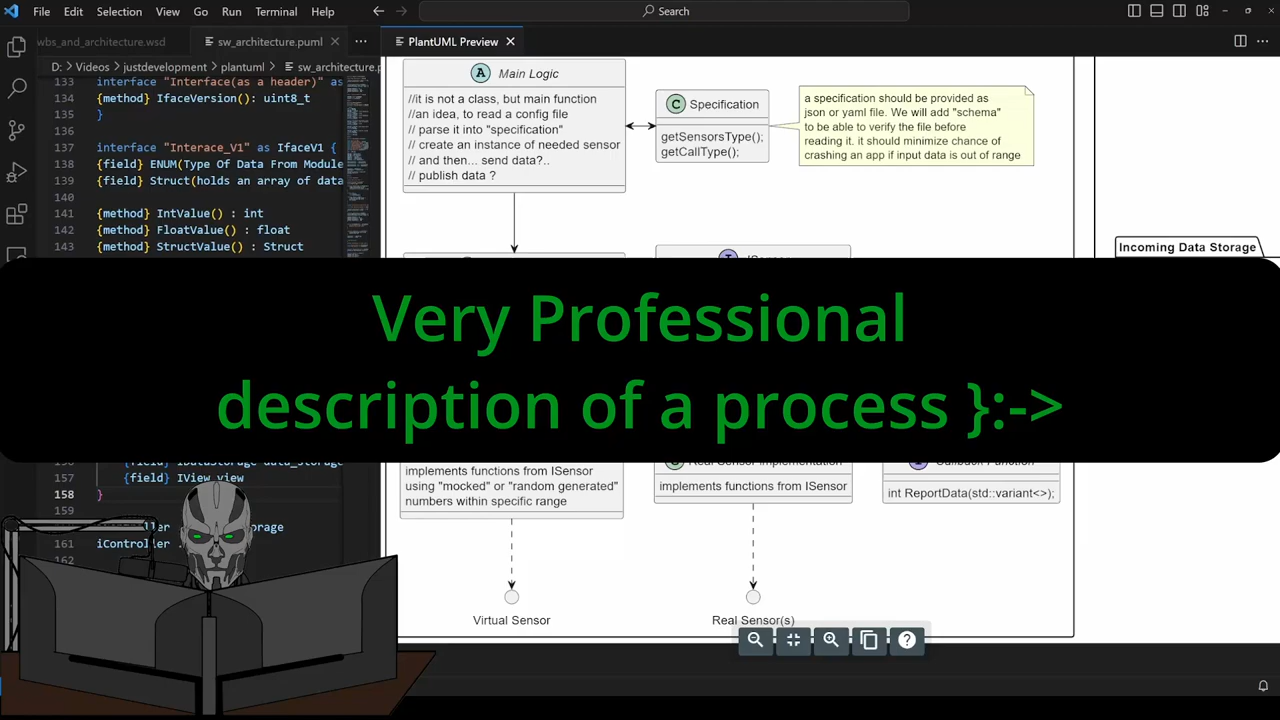 File Edit Selection View Go Run Terminal Help
Search
wbs_and_architecture.wsd
sw_architecture.puml
PlantUML Preview
D: > Videos > justdevelopment > plantuml > sw_architecture.p
133 interface "Interface(as a header)" as
134 {method} IfaceVersion(): uint8_t
135 }
136
137 interface "Interace_V1" as IfaceV1 {
138 {field} ENUM(Type Of Data From Module
139 {field} Struct(holds an array of data
140
141 {method} IntValue() : int
142 {method} FloatValue() : float
143 {method} StructValue() : Struct
A Main Logic
//it is not a class, but main function
//an idea, to read a config file
// parse it into "specification"
// create an instance of needed sensor
// and then... send data?..
// publish data ?
C Specification
getSensorsType();
getCallType();
a specification should be provided as
json or yaml file. We will add "schema"
to be able to verify the file before
reading it. it should minimize chance of
crashing an app if input data is out of range
Incoming Data Storage
Very Professional
description of a process }:->
{field} IDataStorage data_storage
157 {field} IView view
158 }
159
161 iController
162
implements functions from ISensor
using "mocked" or "random generated"
numbers within specific range
Real Sensor Implementation
implements functions from ISensor
Callback Function
int ReportData(std::variant<>);
Virtual Sensor
Real Sensor(s)